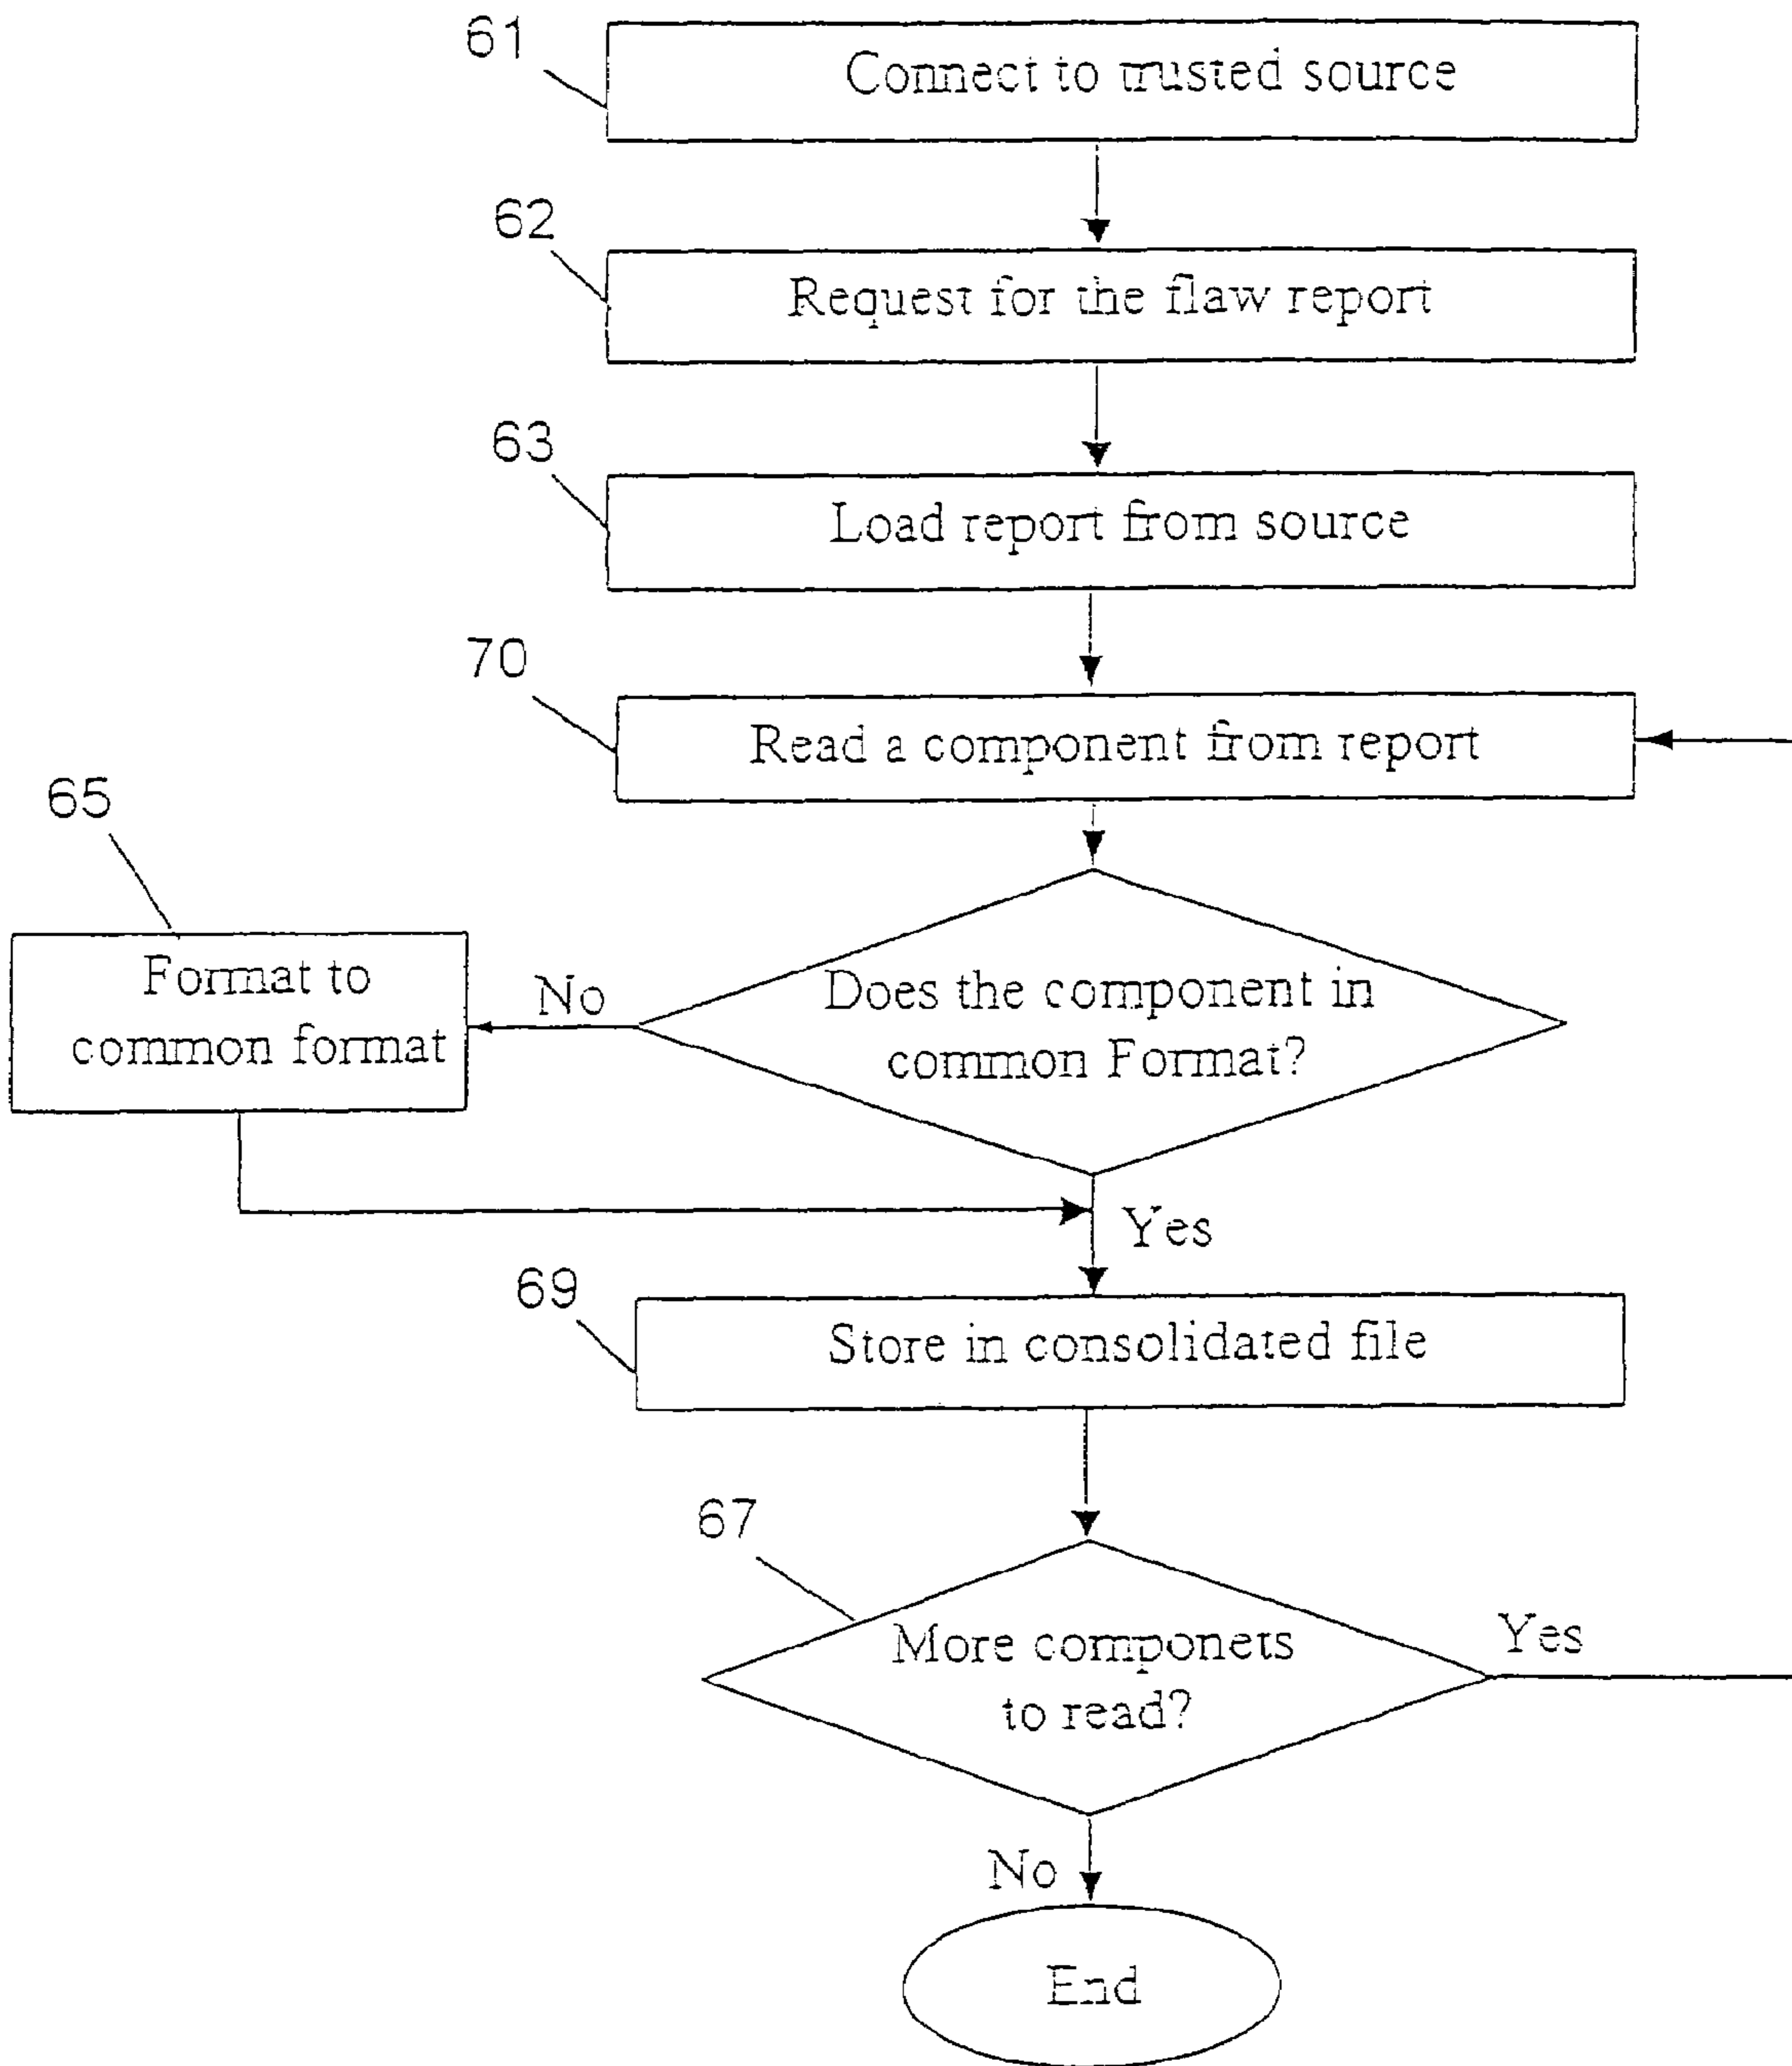 61
Connect to trusted source
62
Request for the flaw report
63
Load report from source
70
Read a component from report
65
Format to
common format
No
Does the component in
common Format?
Yes
69
Store in consolidated file
67
More componets
to read?
Yes
No
End